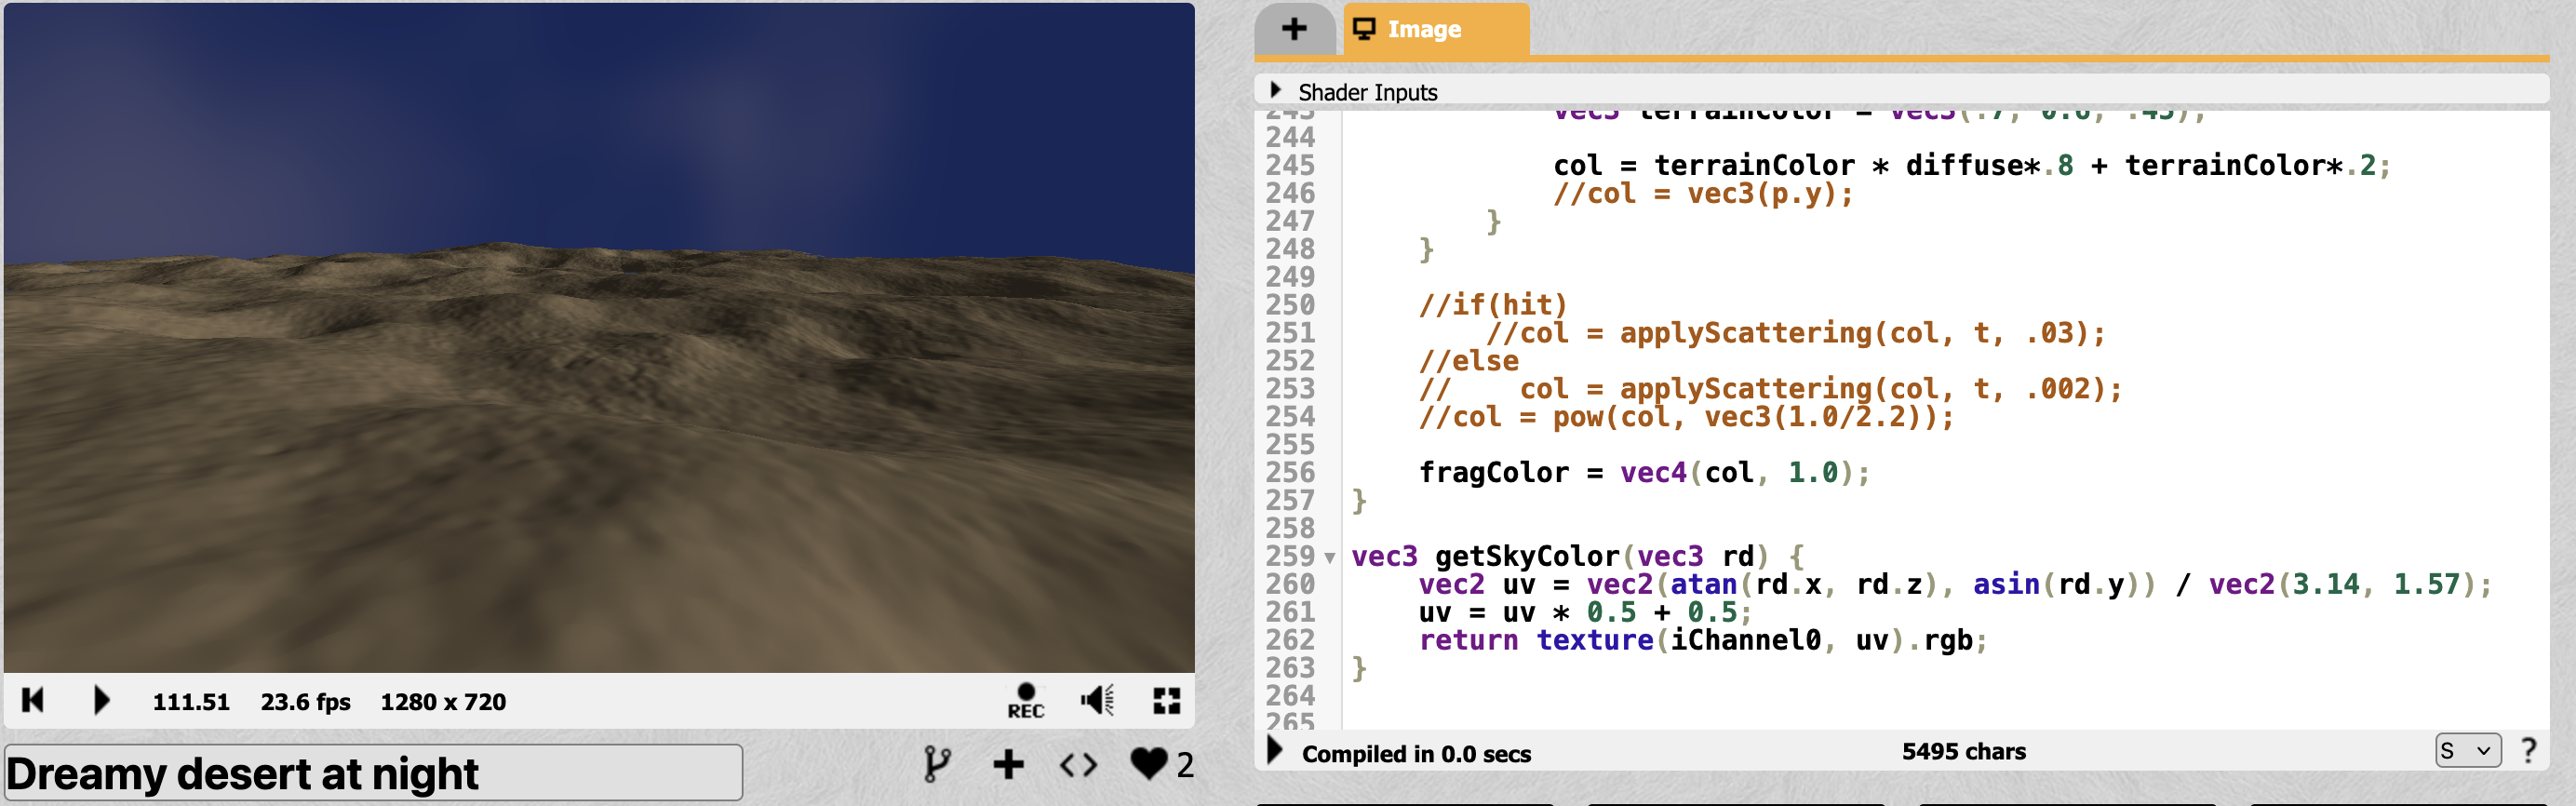 111.51 23.6 fps 1280 x 720
REC
Dreamy desert at night
2
Image
Shader Inputs
243 vec3 terrainColor = vec3(.7, 0.6, .45);
244
245 col = terrainColor * diffuse*.8 + terrainColor*.2;
246 //col = vec3(p.y);
247 }
248 }
249
250 //if(hit)
251 //col = applyScattering(col, t, .03);
252 //else
253 // col = applyScattering(col, t, .002);
254 //col = pow(col, vec3(1.0/2.2));
255
256 fragColor = vec4(col, 1.0);
257 }
258
259 vec3 getSkyColor(vec3 rd) {
260 vec2 uv = vec2(atan(rd.x, rd.z), asin(rd.y)) / vec2(3.14, 1.57);
261 uv = uv * 0.5 + 0.5;
262 return texture(iChannel0, uv).rgb;
263 }
264
265
Compiled in 0.0 secs 5495 chars S ?